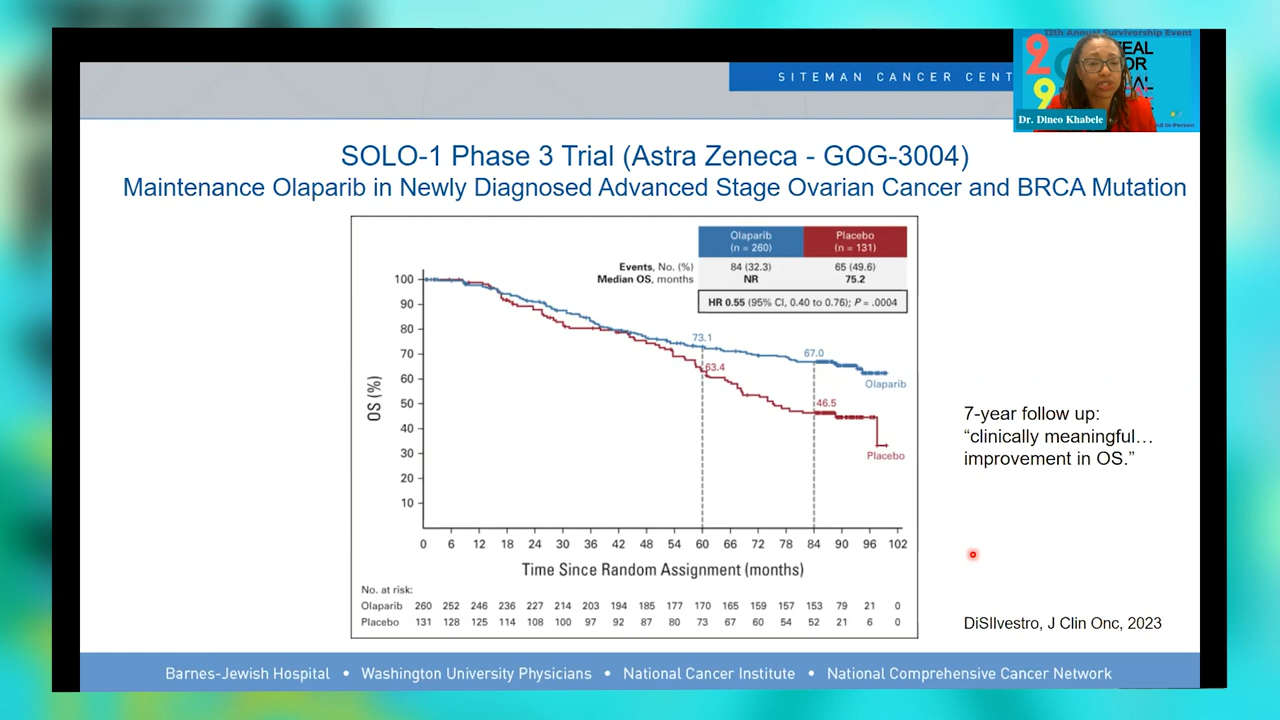 12th Annual Survivorship Event
SITEMAN CANCER CENT
Dr. Dineo Khabele
SOLO-1 Phase 3 Trial (Astra Zeneca - GOG-3004)
Maintenance Olaparib in Newly Diagnosed Advanced Stage Ovarian Cancer and BRCA Mutation
Olaparib Placebo
(n = 260) (n = 131)
Events, No. (%) 84 (32.3) 65 (49.6)
Median OS, months NR 75.2
HR 0.55 (95% CI, 0.40 to 0.76); P = .0004
OS (%)
100
90
80
70
60
50
40
30
20
10
73.1
63.4
67.0
46.5
Olaparib
Placebo
0 6 12 18 24 30 36 42 48 54 60 66 72 78 84 90 96 102
Time Since Random Assignment (months)
No. at risk:
Olaparib 260 252 246 236 227 214 203 194 185 177 170 165 159 157 153 79 21 0
Placebo 131 128 125 114 108 100 97 92 87 80 73 67 60 54 52 21 6 0
7-year follow up:
“clinically meaningful…
improvement in OS.”
DiSIlvestro, J Clin Onc, 2023
Barnes-Jewish Hospital • Washington University Physicians • National Cancer Institute • National Comprehensive Cancer Network